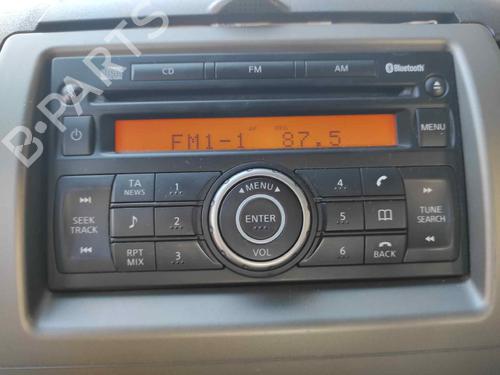 CD FM AM Bluetooth
FM1-1 87.5
MENU
TA NEWS 1 MENU 4
SEEK TRACK 2 ENTER 5 TUNE SEARCH
RPT MIX 3 VOL 6 BACK
B-PARTS